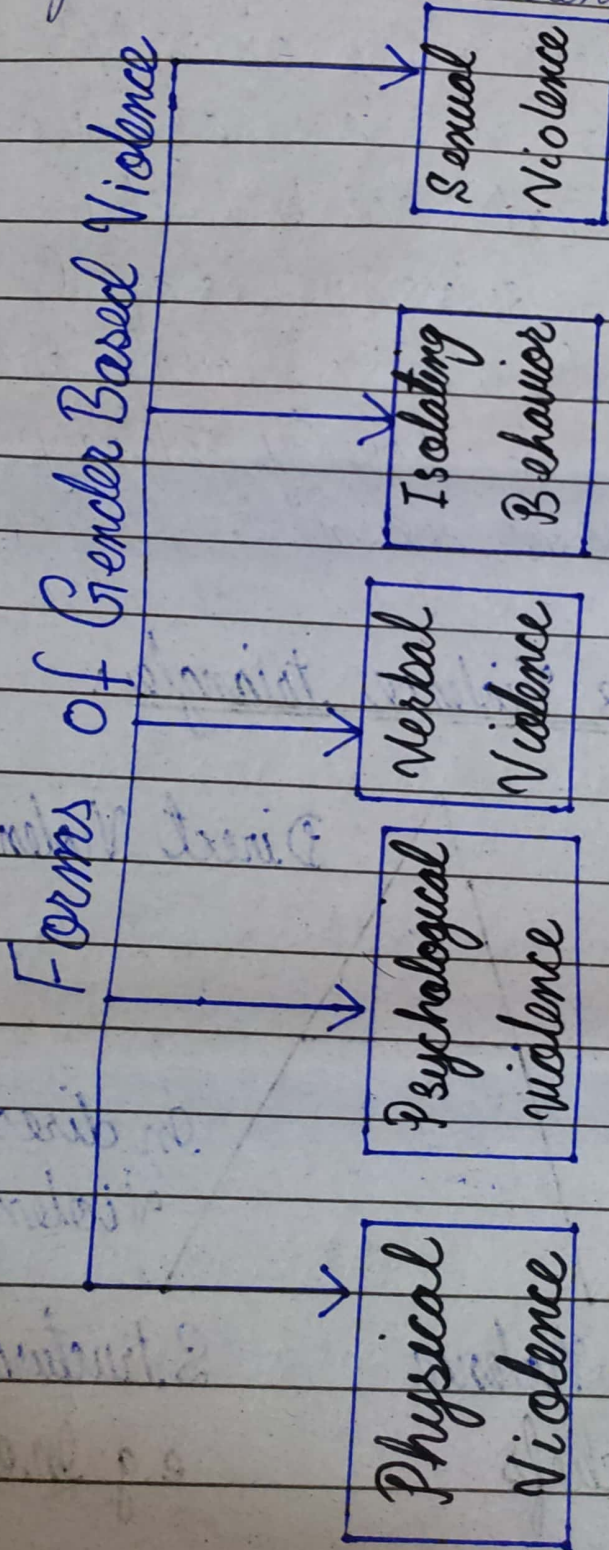 Forms of Gender Based Violence
Physical
Violence
Psychological
violence
Verbal
Violence
Isolating
Behavior
Sexual
Violence